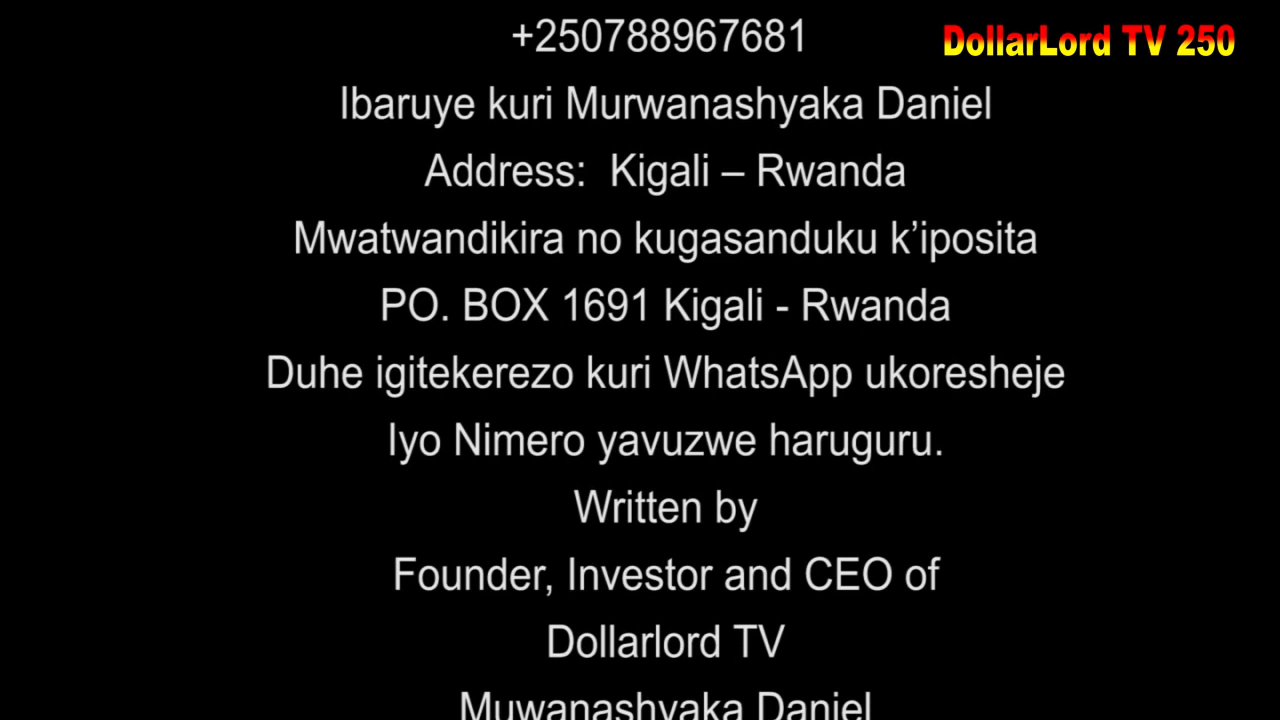 +250788967681
DollarLord TV 250
Ibaruye kuri Murwanashyaka Daniel
Address:  Kigali – Rwanda
Mwatwandikira no kugasanduku k’iposita
PO. BOX 1691 Kigali - Rwanda
Duhe igitekerezo kuri WhatsApp ukoresheje
Iyo Nimero yavuzwe haruguru.
Written by
Founder, Investor and CEO of
Dollarlord TV
Muwanashyaka Daniel